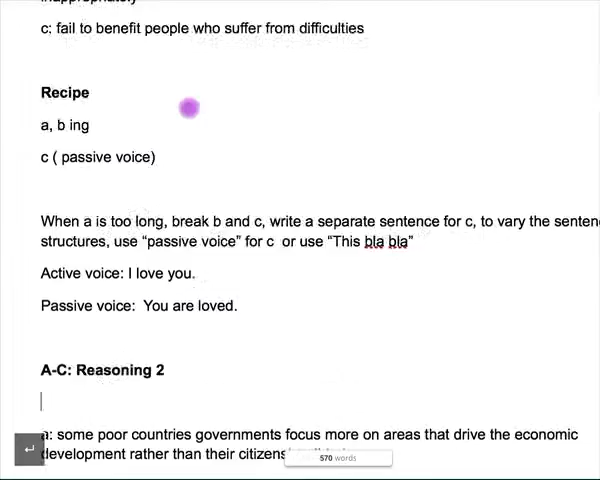 c: fail to benefit people who suffer from difficulties
Recipe
a, b ing
c ( passive voice)
When a is too long, break b and c, write a separate sentence for c, to vary the
structures, use “passive voice” for c or use “This bla bla”
Active voice: I love you.
Passive voice: You are loved.
A-C: Reasoning 2
a: some poor countries governments focus more on areas that drive the economic
development rather than their citizens
570 words